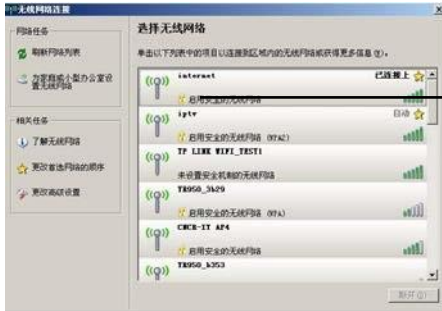 无线网络连接
网络任务
刷新网络列表
为家庭或小型办公室设
置无线网络
相关任务
了解无线网络
更改首选网络的顺序
更改高级设置
选择无线网络
单击以下列表中的项目以连接到区域内的无线网络或获得更多信息(W)。
internet
已连接上
启用安全的无线网络
iptv
自动
启用安全的无线网络 (WPA2)
TP LINK WIFI_TEST1
未设置安全机制的无线网络
TR950_3b29
启用安全的无线网络 (WPA)
CMCR-IT AP4
启用安全的无线网络
TR950_b353
断开(D)